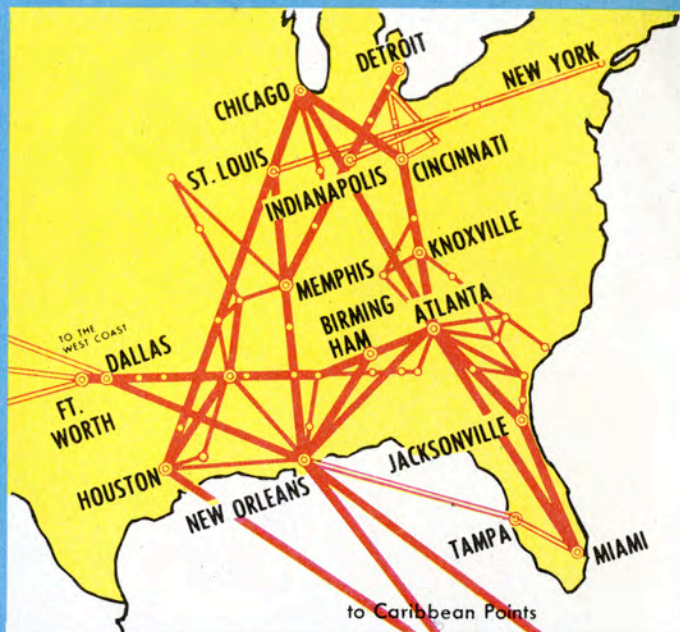 DETROIT
NEW YORK
CHICAGO
ST. LOUIS
INDIANAPOLIS
CINCINNATI
KNOXVILLE
MEMPHIS
BIRMING
HAM
ATLANTA
TO THE
WEST COAST
DALLAS
FT.
WORTH
JACKSONVILLE
HOUSTON
NEW ORLEANS
TAMPA
MIAMI
to Caribbean Points